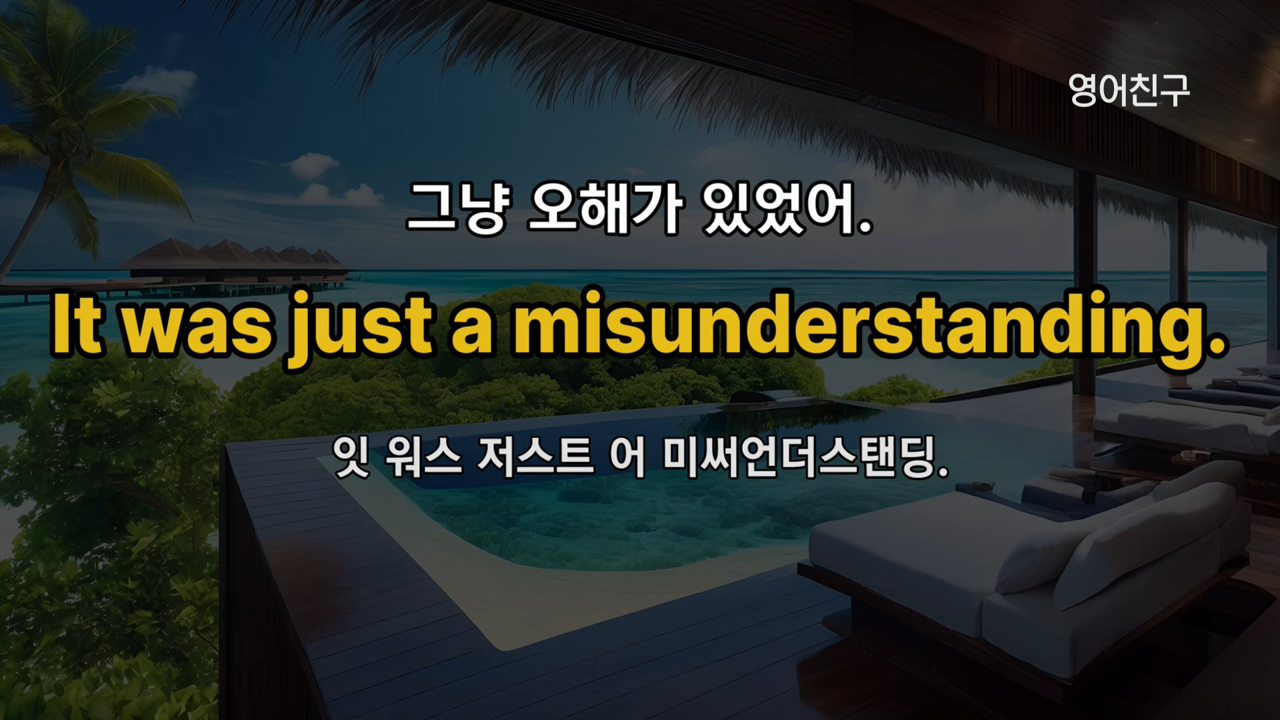 영어친구
그냥 오해가 있었어.
It was just a misunderstanding.
잇 워스 저스트 어 미써언더스탠딩.